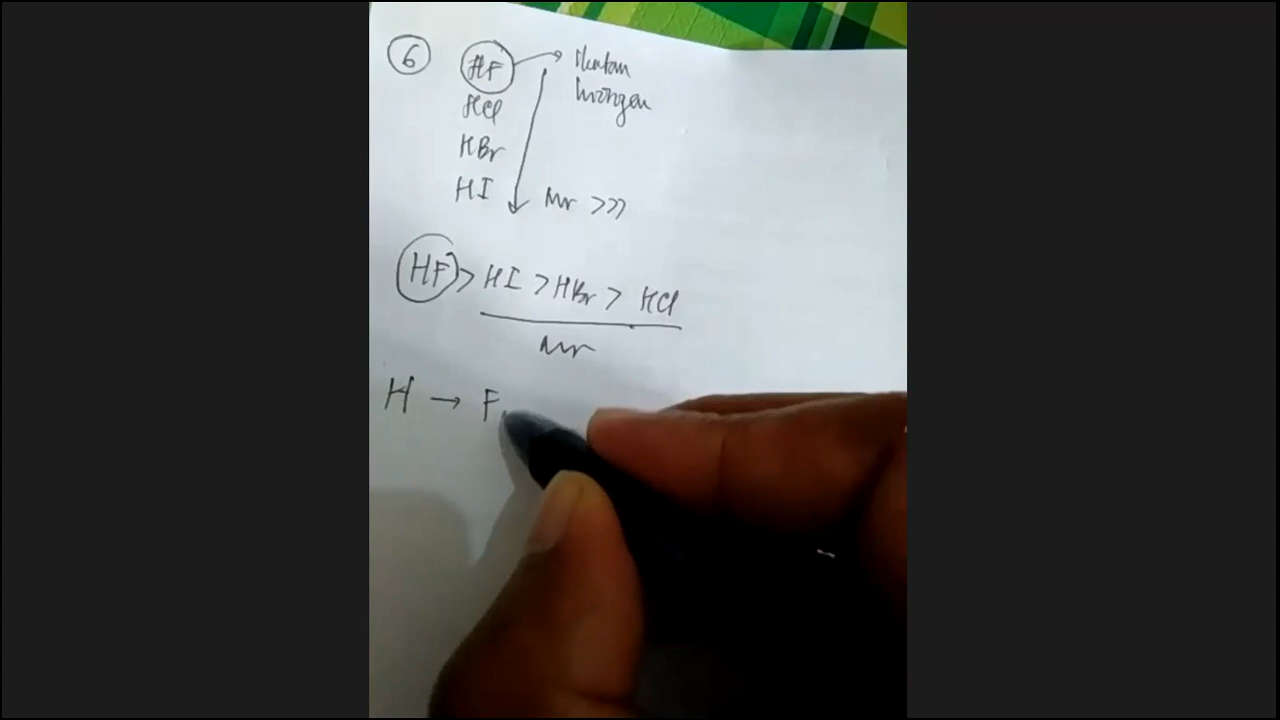 6
HF → Ikatan
hidrogen
HCl
HBr
HI Mr >>>
HF > HI > HBr > HCl
Mr
H → F